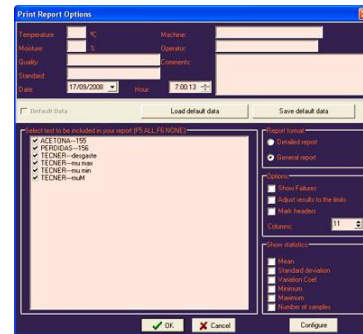 Print Report Options
Temperature: ºC Machine:
Moisture: % Operator
Quality: Comments:
Standard:
Date: 17/09/2008 Hour: 7:00:13
Default Data Load default data Save default data
Select test to be included in your report (F5 ALL,F6 NONE)
ACETONA--155
PERDIDAS--156
TECNER--desgaste
TECNER--mu max
TECNER--mu min
TECNER--muM
Report format:
Detailed report
General report
Options:
Show Failures
Adjust results to the limits
Mark headers
Columns: 11
Show statistics:
Mean
Standard deviation
Variation Coef.
Minimum
Maximum
Number of samples
OK Cancel Configure